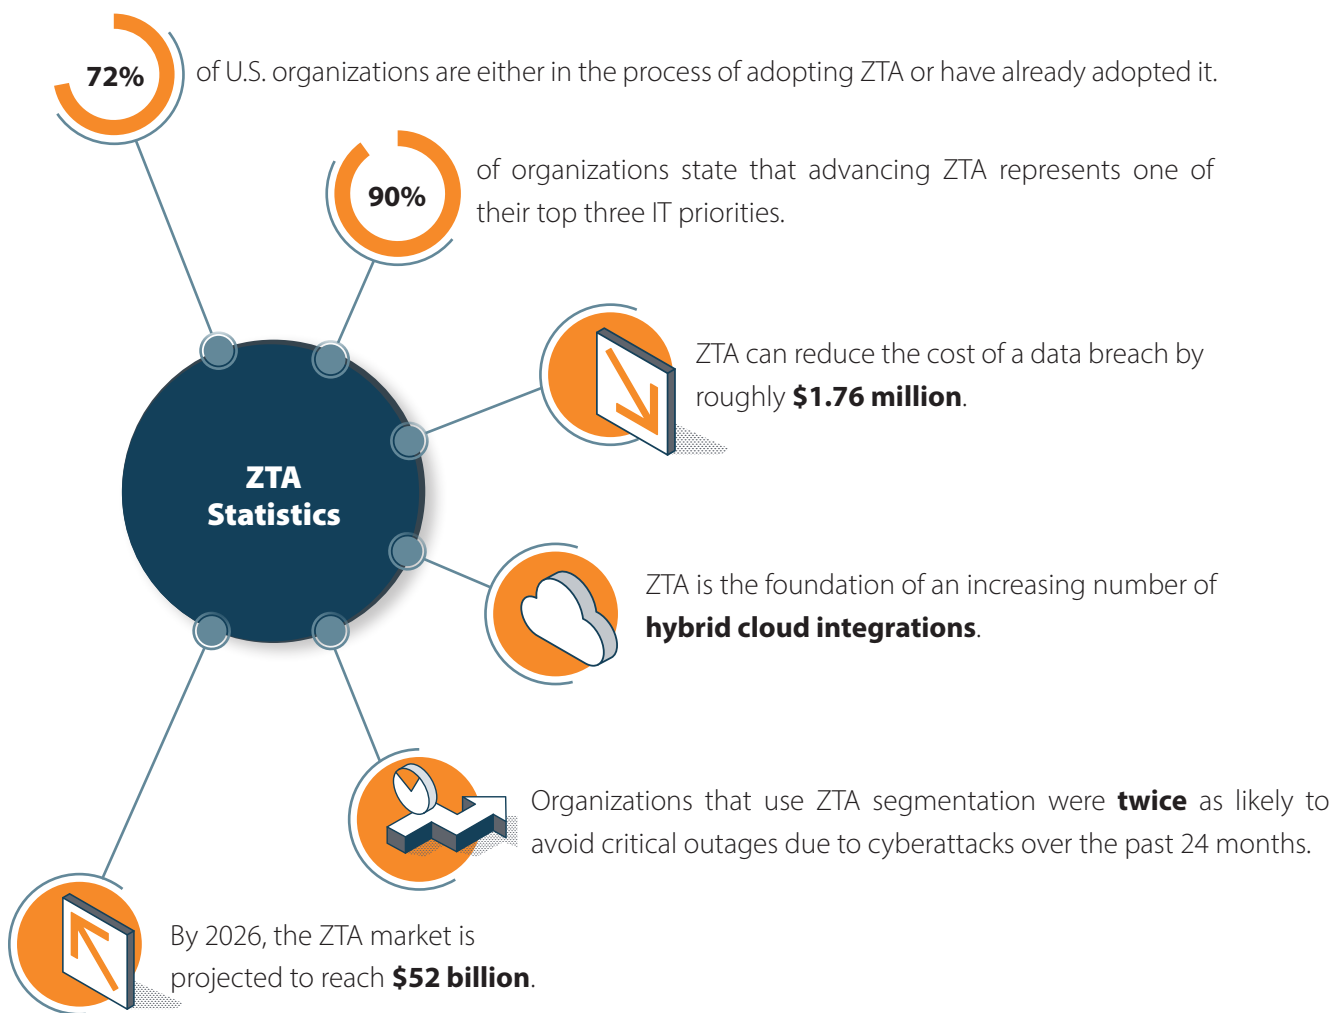 72%
of U.S. organizations are either in the process of adopting ZTA or have already adopted it.
90%
of organizations state that advancing ZTA represents one of
their top three IT priorities.
ZTA can reduce the cost of a data breach by
roughly $1.76 million.
ZTA
Statistics
ZTA is the foundation of an increasing number of
hybrid cloud integrations.
Organizations that use ZTA segmentation were twice as likely to
avoid critical outages due to cyberattacks over the past 24 months.
By 2026, the ZTA market is
projected to reach $52 billion.